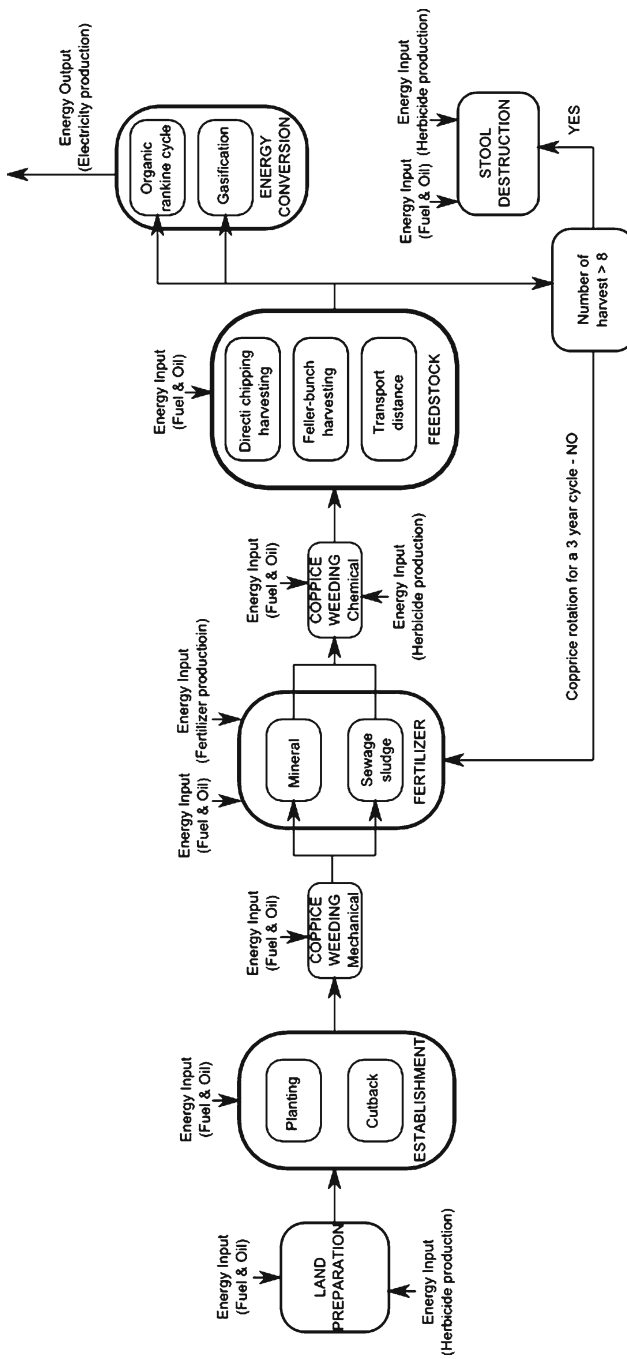 Energy Input
(Fuel & Oil)
LAND
PREPARATION
Energy Input
(Herbicide production)
Energy Input
(Fuel & Oil)
Planting
Cutback
ESTABLISHMENT
Energy Input
(Fuel & Oil)
COPPICE
WEEDING
Mechanical
Energy Input
(Fuel & Oil)
Energy Input
(Fertilizer productioin)
Mineral
Sewage
sludge
FERTILIZER
Energy Input
(Fuel & Oil)
COPPICE
WEEDING
Chemical
Energy Input
(Herbicide production)
Energy Input
(Fuel & Oil)
Directi chipping
harvesting
Feller-bunch
harvesting
Transport
distance
FEEDSTOCK
Energy Output
(Electricity production)
Organic
rankine cycle
Gasification
ENERGY
CONVERSION
Energy Input
(Fuel & Oil)
Energy Input
(Herbicide production)
STOOL
DESTRUCTION
YES
Number of
harvest > 8
Copprice rotation for a 3 year cycle - NO